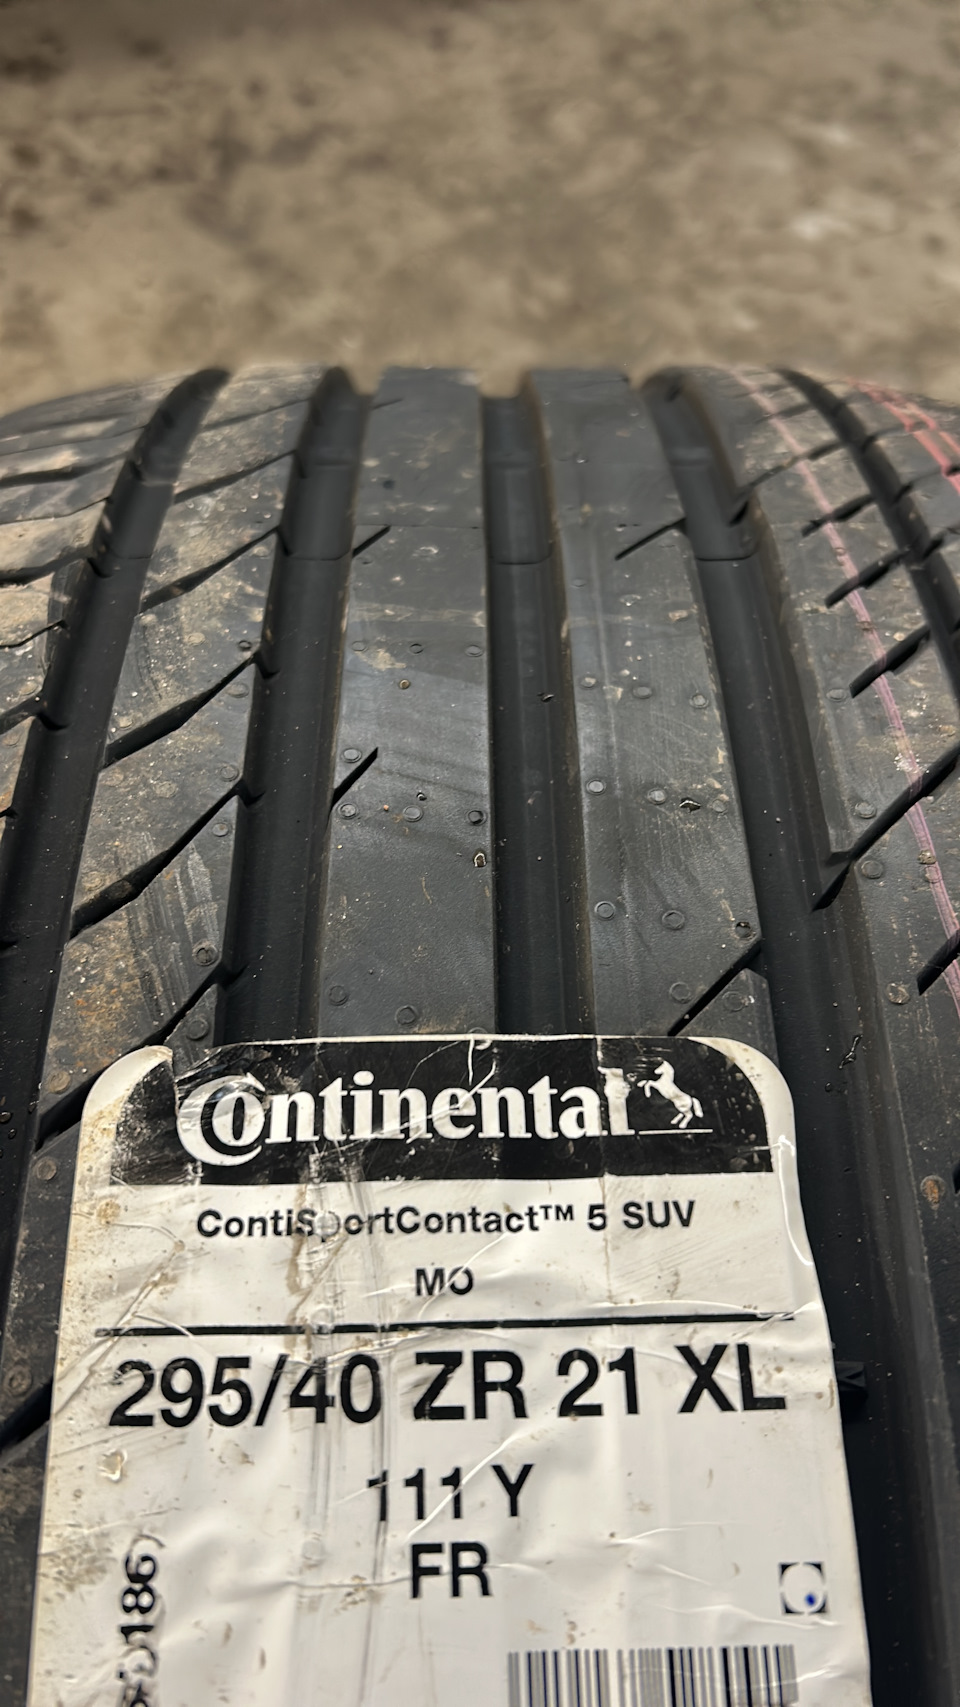 Continental
ContiSportContact™ 5 SUV
MO
295/40 ZR 21 XL
111 Y
FR